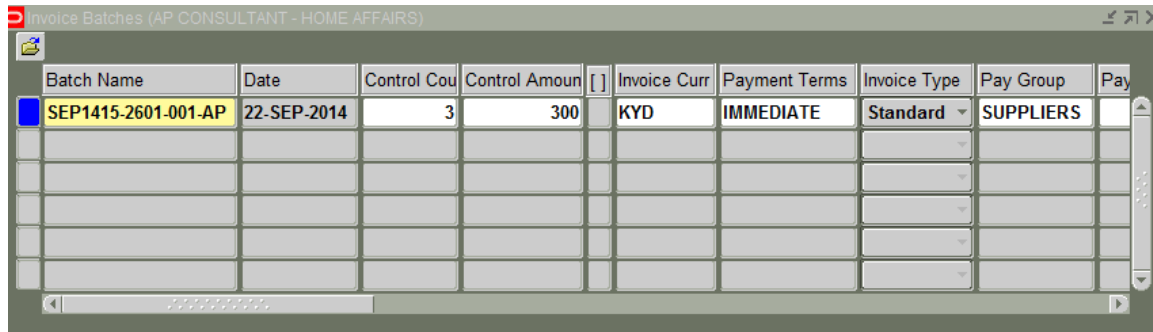 Invoice Batches (AP CONSULTANT - HOME AFFAIRS)
Batch Name Date Control Cou Control Amoun [ ] Invoice Curr Payment Terms Invoice Type Pay Group Pay
SEP1415-2601-001-AP 22-SEP-2014 3 300 KYD IMMEDIATE Standard SUPPLIERS